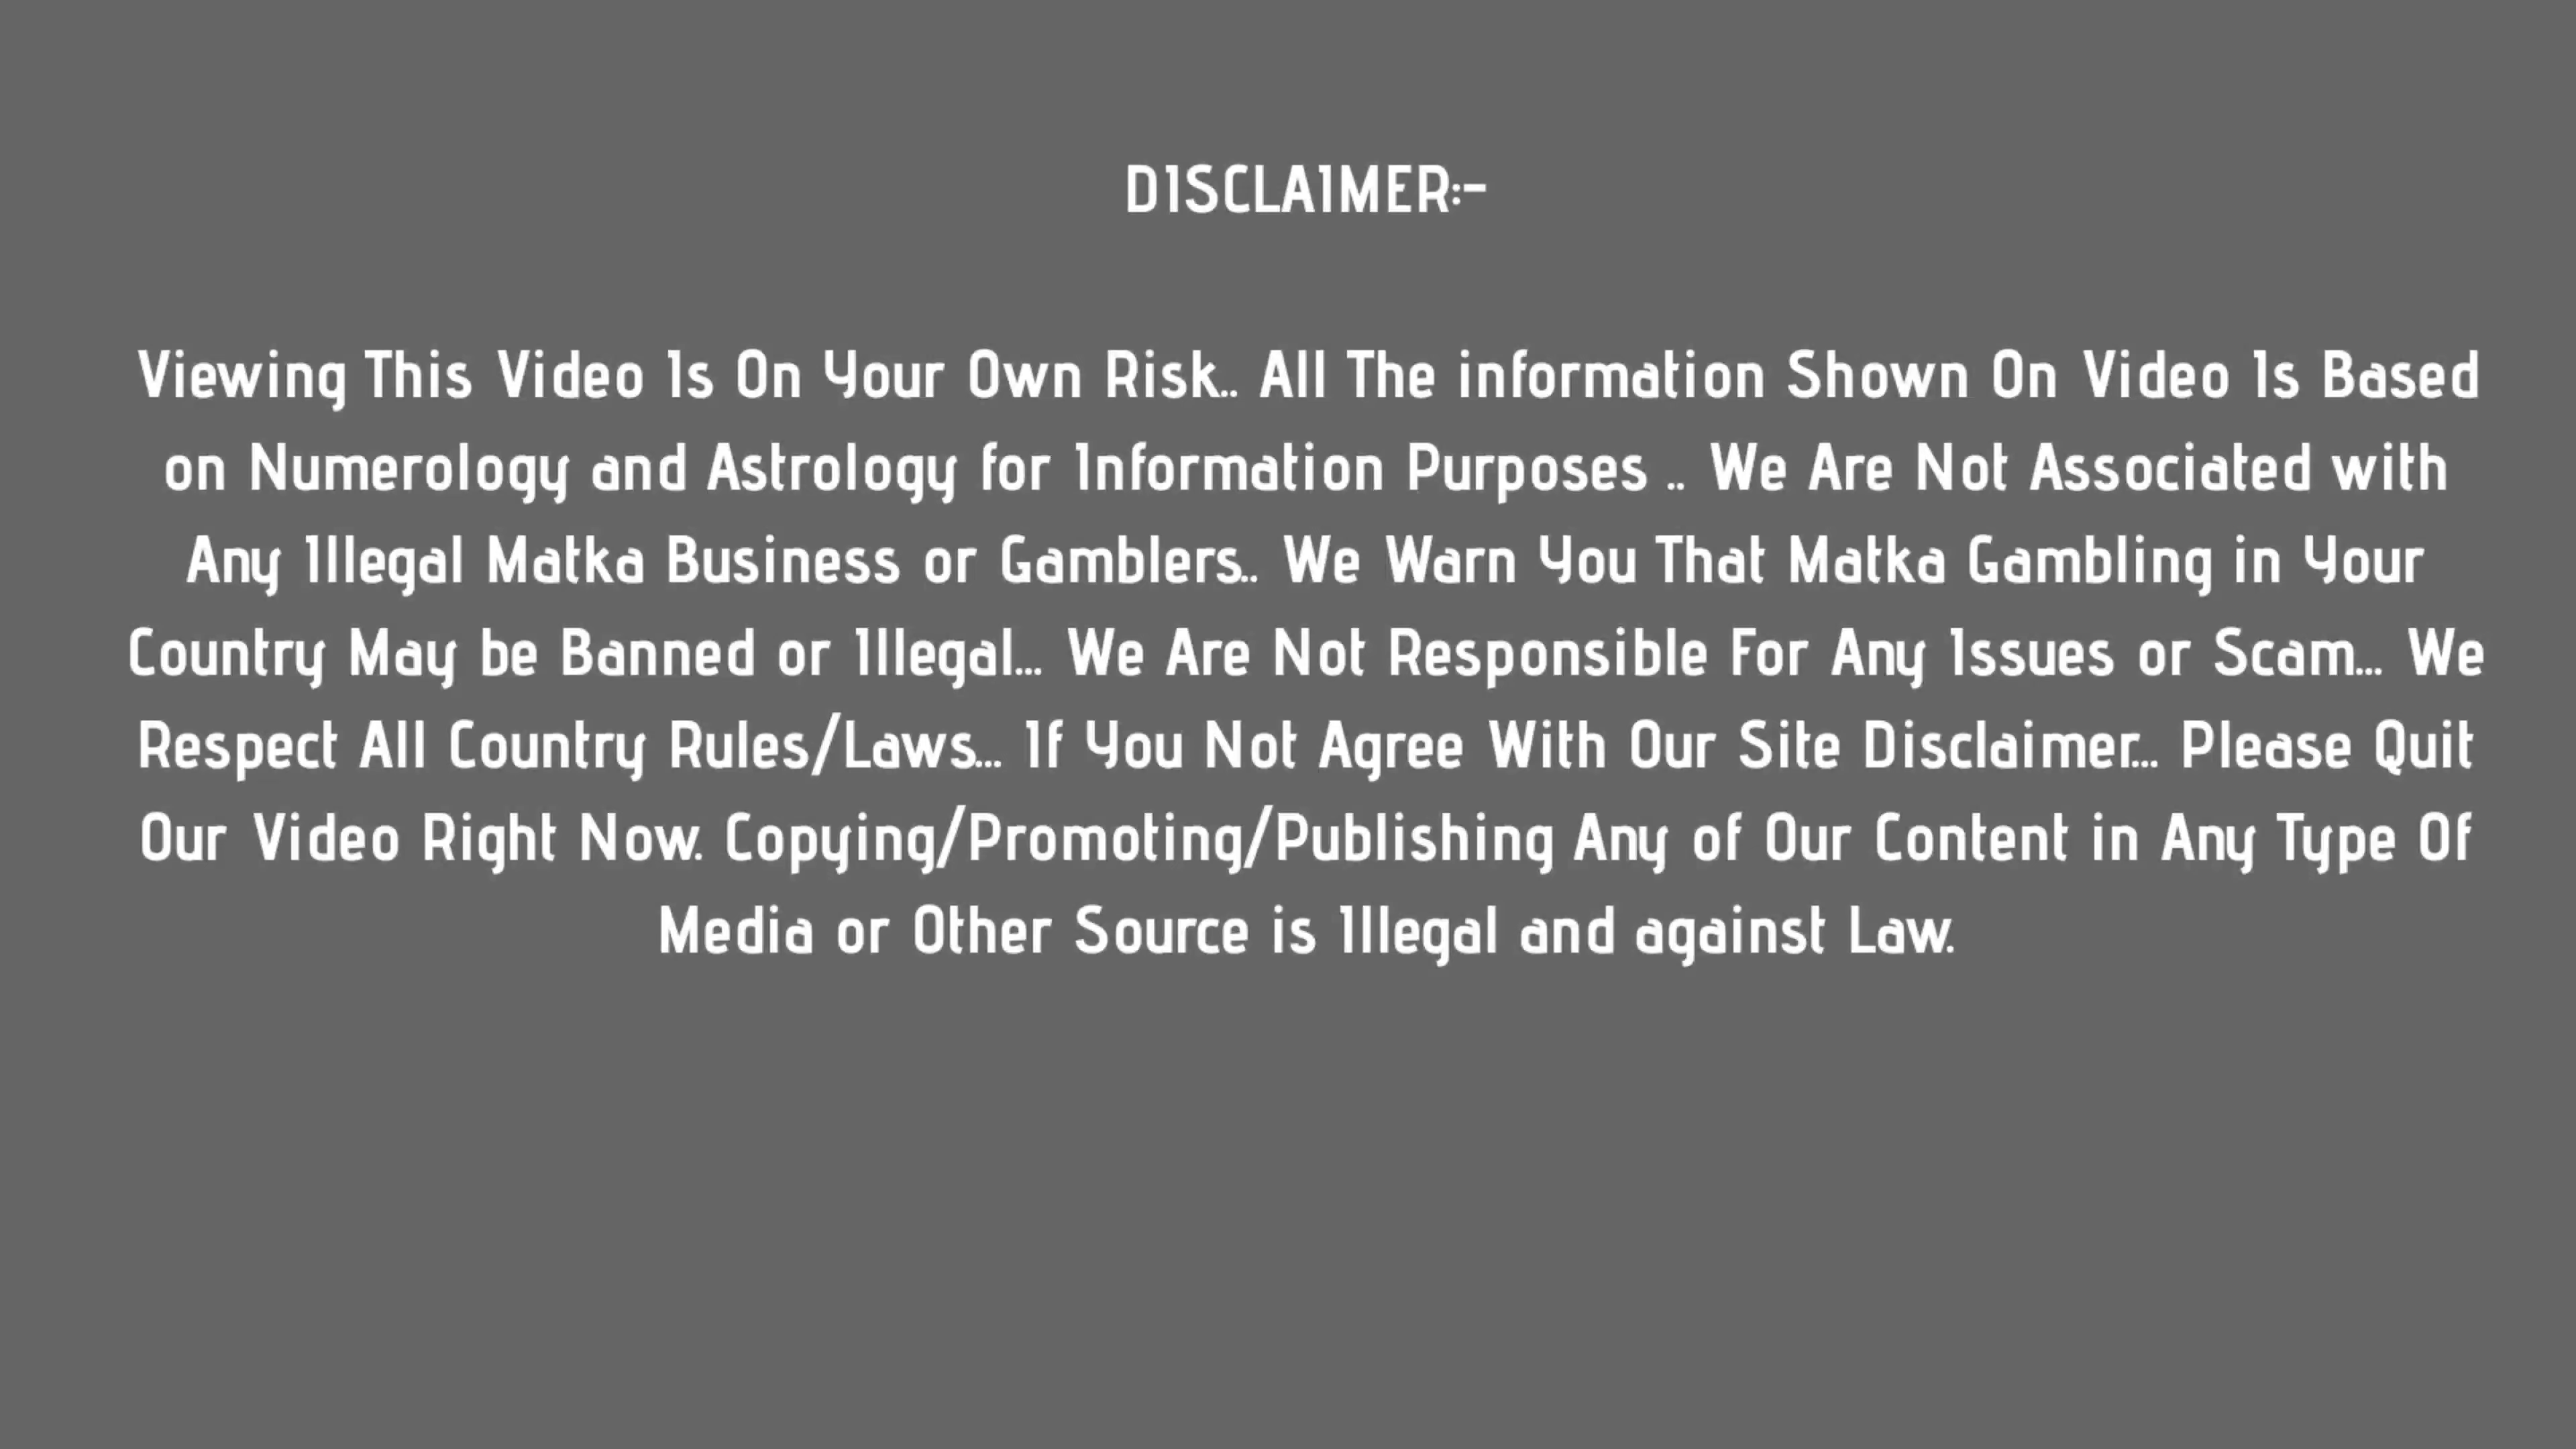 DISCLAIMER:-
Viewing This Video Is On Your Own Risk.. All The information Shown On Video Is Based
on Numerology and Astrology for Information Purposes .. We Are Not Associated with
Any Illegal Matka Business or Gamblers.. We Warn You That Matka Gambling in Your
Country May be Banned or Illegal... We Are Not Responsible For Any Issues or Scam... We
Respect All Country Rules/Laws... If You Not Agree With Our Site Disclaimer... Please Quit
Our Video Right Now. Copying/Promoting/Publishing Any of Our Content in Any Type Of
Media or Other Source is Illegal and against Law.